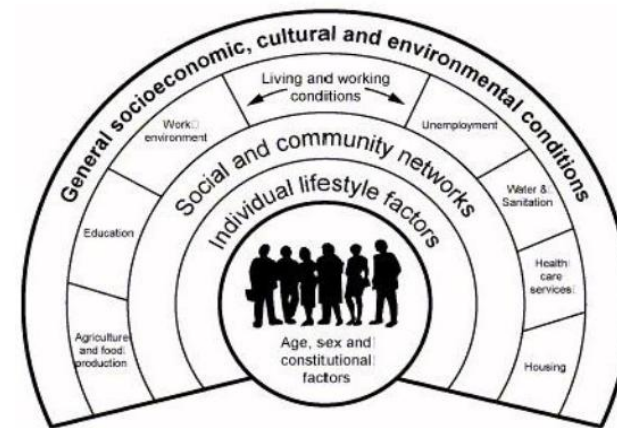 General socioeconomic, cultural and environmental conditions
Living and working
conditions
Work
environment
Unemployment
Education
Water &
Sanitation
Agriculture
and food
production
Health
care
services
Housing
Social and community networks
Individual lifestyle factors
Age, sex and
constitutional
factors